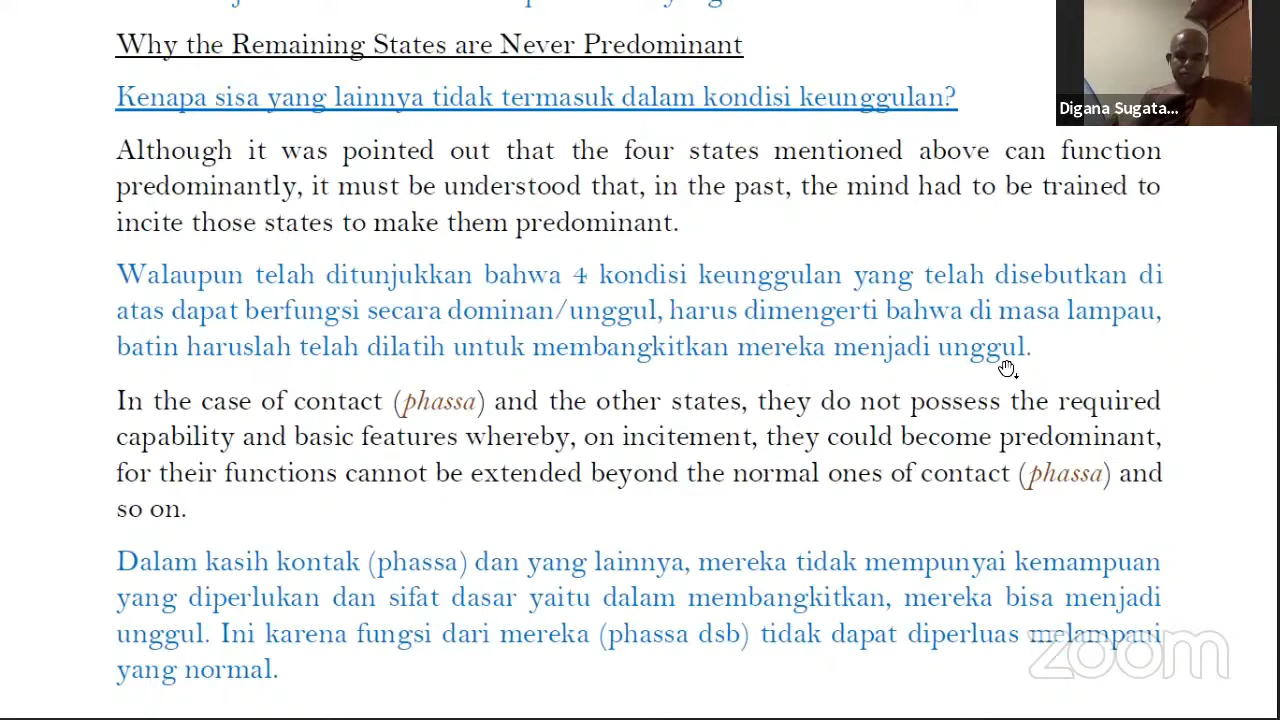 Why the Remaining States are Never Predominant
Digana Sugata...
Kenapa sisa yang lainnya tidak termasuk dalam kondisi keunggulan?
Although it was pointed out that the four states mentioned above can function
predominantly, it must be understood that, in the past, the mind had to be trained to
incite those states to make them predominant.
Walaupun telah ditunjukkan bahwa 4 kondisi keunggulan yang telah disebutkan di
atas dapat berfungsi secara dominan/unggul, harus dimengerti bahwa di masa lampau,
batin haruslah telah dilatih untuk membangkitkan mereka menjadi unggul.
In the case of contact (phassa) and the other states, they do not possess the required
capability and basic features whereby, on incitement, they could become predominant,
for their functions cannot be extended beyond the normal ones of contact (phassa) and
so on.
Dalam kasih kontak (phassa) dan yang lainnya, mereka tidak mempunyai kemampuan
yang diperlukan dan sifat dasar yaitu dalam membangkitkan, mereka bisa menjadi
unggul. Ini karena fungsi dari mereka (phassa dsb) tidak dapat diperluas melampaui
yang normal.
zoom